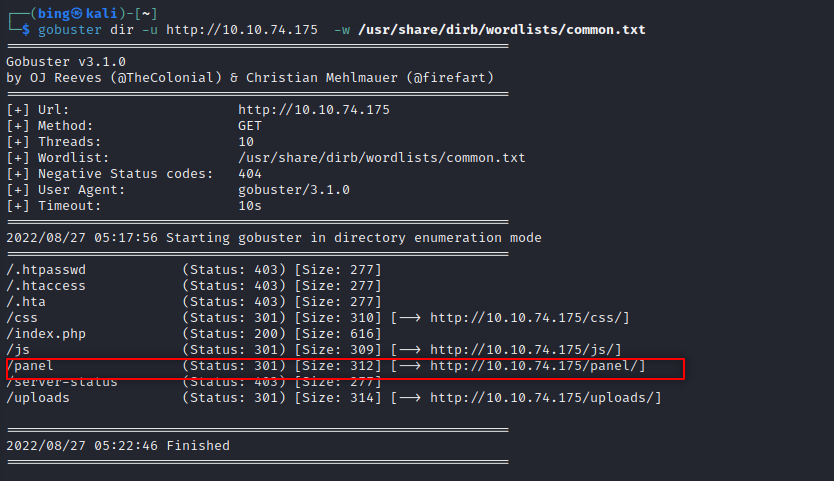 ┌──(bing㉿kali)-[~]
└─$ gobuster dir -u http://10.10.74.175  -w /usr/share/dirb/wordlists/common.txt
===============================================================
Gobuster v3.1.0
by OJ Reeves (@TheColonial) & Christian Mehlmauer (@firefart)
===============================================================
[+] Url:                     http://10.10.74.175
[+] Method:                  GET
[+] Threads:                 10
[+] Wordlist:                /usr/share/dirb/wordlists/common.txt
[+] Negative Status codes:   404
[+] User Agent:              gobuster/3.1.0
[+] Timeout:                 10s
===============================================================
2022/08/27 05:17:56 Starting gobuster in directory enumeration mode
===============================================================
/.htpasswd            (Status: 403) [Size: 277]
/.htaccess            (Status: 403) [Size: 277]
/.hta                 (Status: 403) [Size: 277]
/css                  (Status: 301) [Size: 310] [--> http://10.10.74.175/css/]
/index.php            (Status: 200) [Size: 616]
/js                   (Status: 301) [Size: 309] [--> http://10.10.74.175/js/]
/panel                (Status: 301) [Size: 312] [--> http://10.10.74.175/panel/]
/server-status        (Status: 403) [Size: 277]
/uploads              (Status: 301) [Size: 314] [--> http://10.10.74.175/uploads/]
===============================================================
2022/08/27 05:22:46 Finished
===============================================================